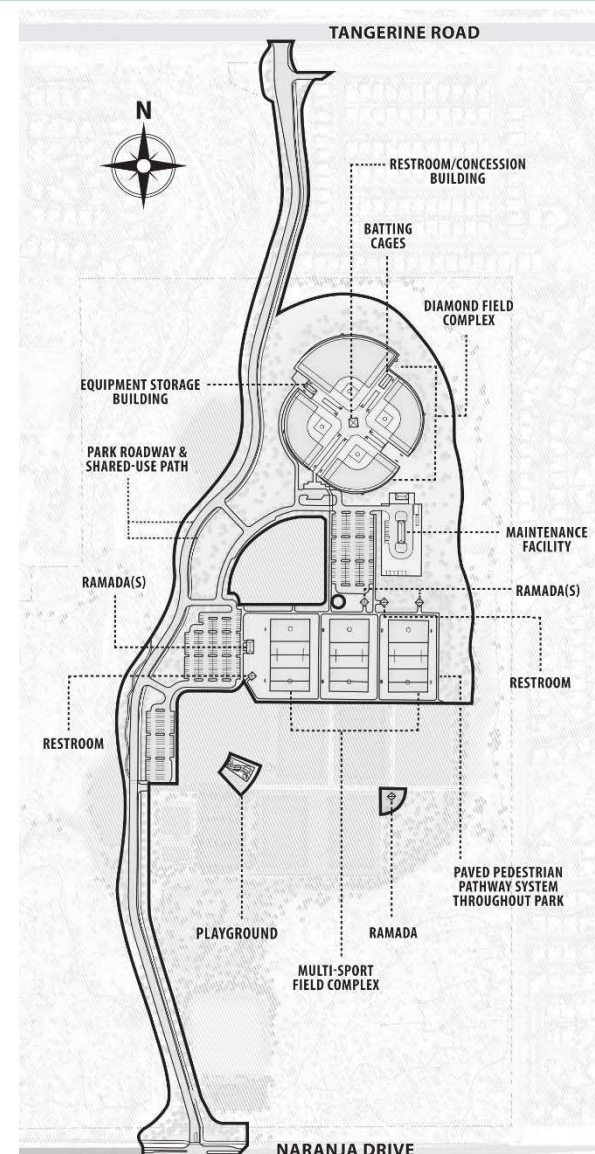 TANGERINE ROAD
N
RESTROOM/CONCESSION
BUILDING
BATTING
CAGES
DIAMOND FIELD
COMPLEX
EQUIPMENT STORAGE
BUILDING
PARK ROADWAY &
SHARED-USE PATH
MAINTENANCE
FACILITY
RAMADA(S)
RAMADA(S)
RESTROOM
RESTROOM
PAVED PEDESTRIAN
PATHWAY SYSTEM
THROUGHOUT PARK
PLAYGROUND
RAMADA
MULTI-SPORT
FIELD COMPLEX
NARANJA DRIVE